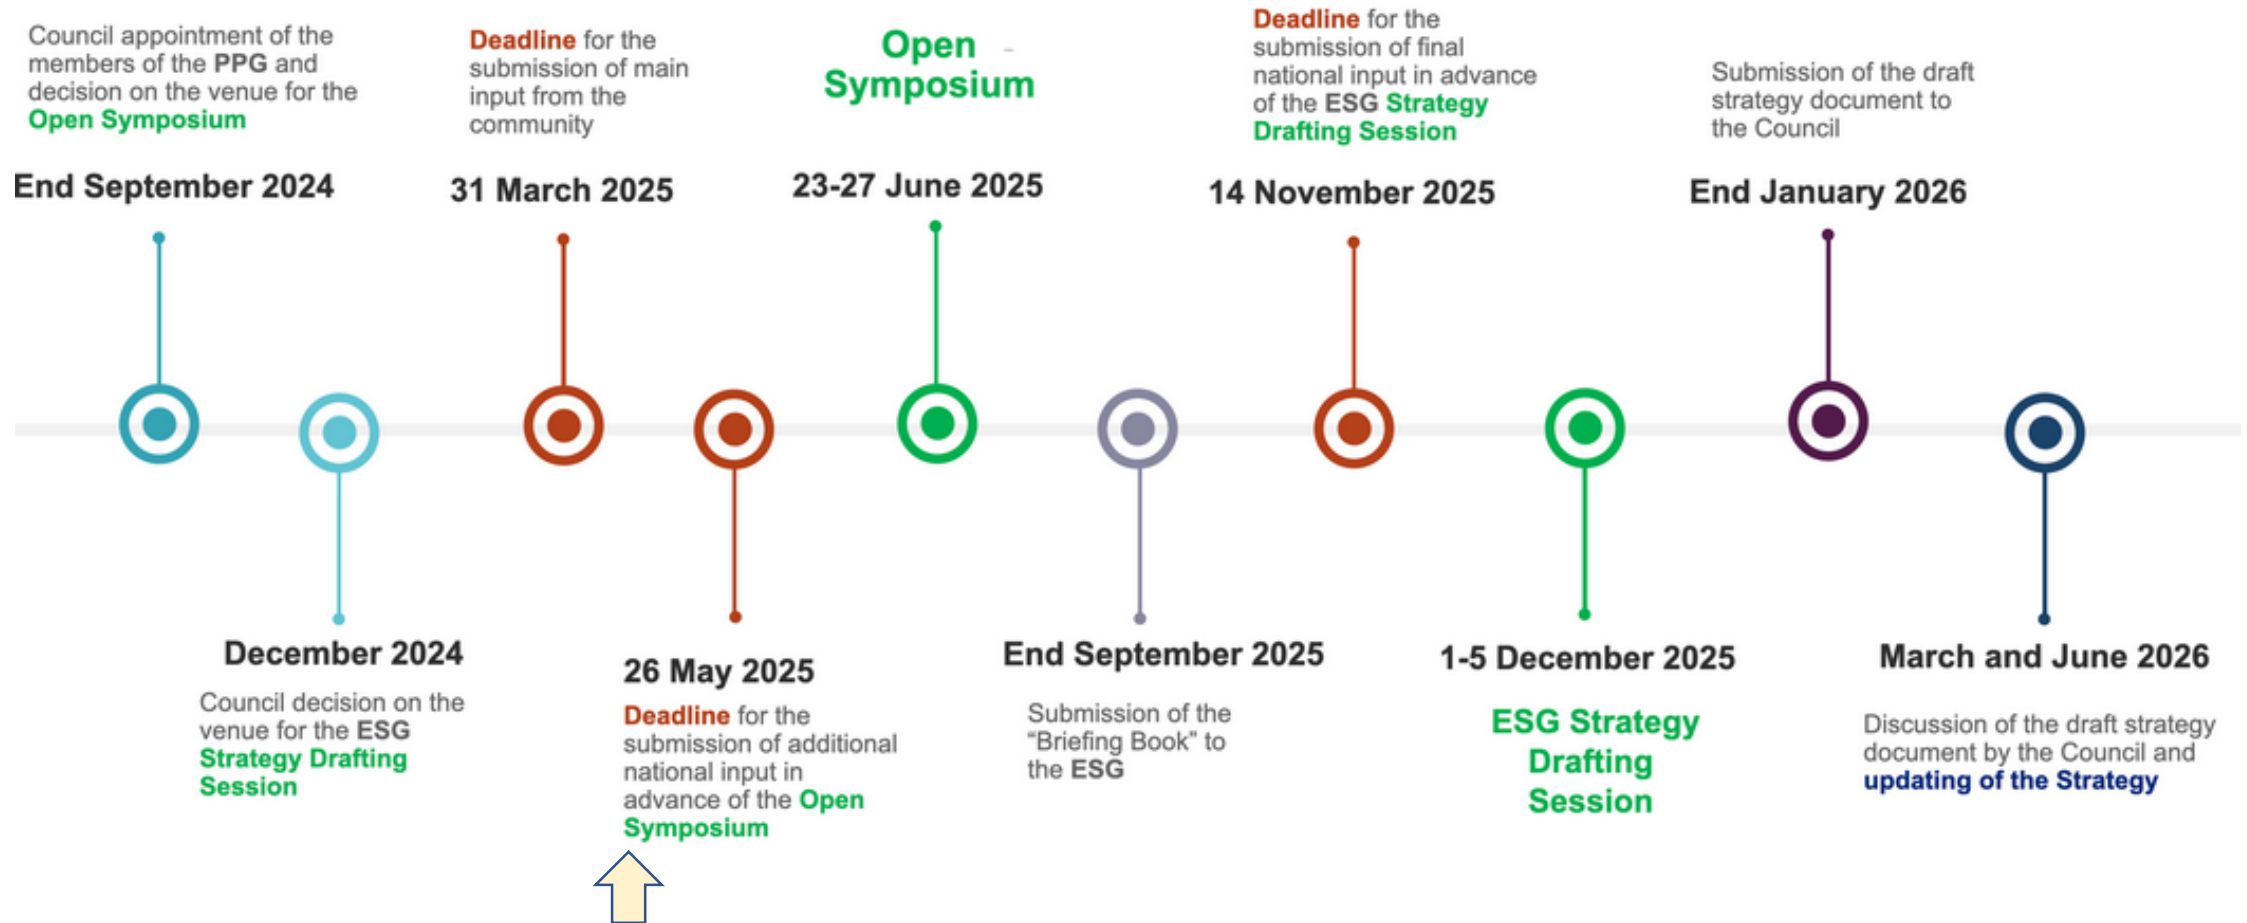 Council appointment of the
members of the PPG and
decision on the venue for the
Open Symposium
End September 2024
Deadline for the
submission of main
input from the
community
31 March 2025
Open
Symposium
23-27 June 2025
Deadline for the
submission of final
national input in advance
of the ESG Strategy
Drafting Session
14 November 2025
Submission of the draft
strategy document to
the Council
End January 2026
December 2024
Council decision on the
venue for the ESG
Strategy Drafting
Session
26 May 2025
Deadline for the
submission of additional
national input in
advance of the Open
Symposium
End September 2025
Submission of the
“Briefing Book” to
the ESG
1-5 December 2025
ESG Strategy
Drafting
Session
March and June 2026
Discussion of the draft strategy
document by the Council and
updating of the Strategy